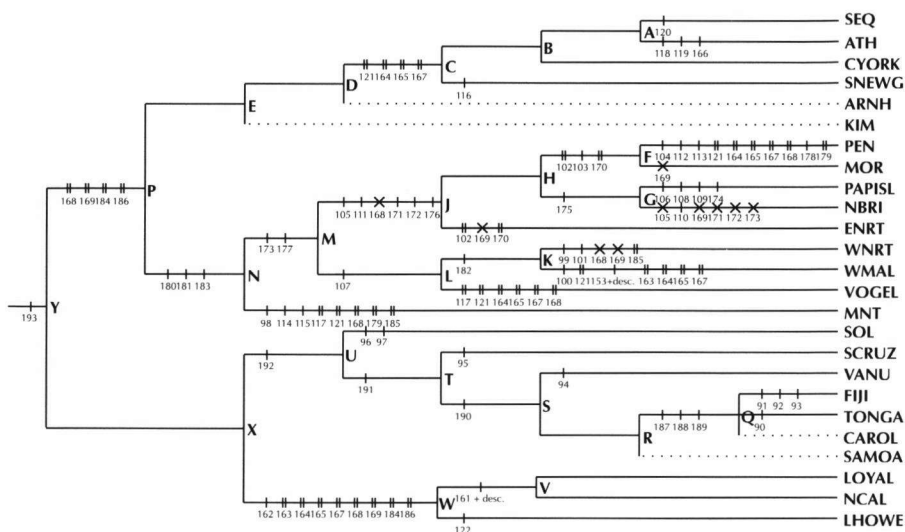 SEQ
A
120
ATH
B
118 119 166
CYORK
C
121 164 165 167
SNEWG
D
116
E
ARNH
KIM
PEN
F
104 112 113 121 164 165 167 168 178 179
H
102 103 170
MOR
168 169 184 186
P
169
PAPISL
J
105 111 168 171 172 176
G
106 108 109 174
175
NBRI
105 110 169 171 172 173
ENRT
173 177
M
102 169 170
WNRT
N
182
K
99 101 168 169 185
L
WMAL
180 181 183
107
100 121 153+desc. 163 164 165 167
VOGEL
117 121 164 165 167 168
Y
MNT
193
98 114 115 117 121 168 179 185
SOL
96 97
U
SCRUZ
192
95
T
VANU
191
94
S
FIJI
190
91 92 93
Q
TONGA
X
R
187 188 189
90
CAROL
SAMOA
LOYAL
V
W
161 + desc.
NCAL
162 163 164 165 167 168 169 184 186
LHOWE
122